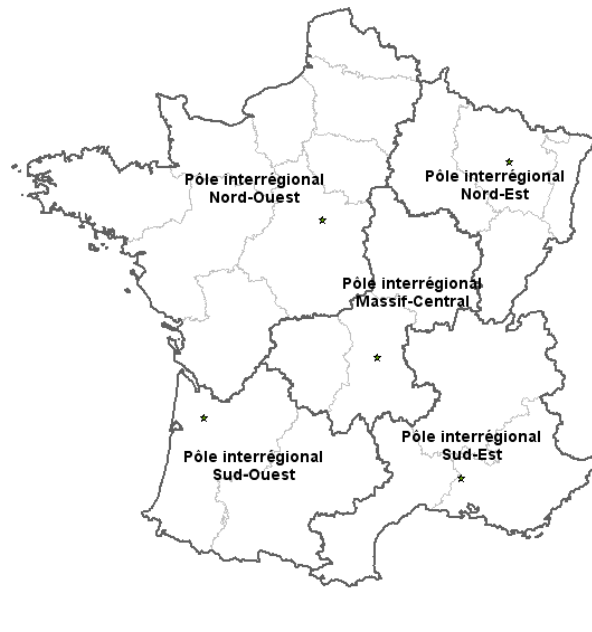 Pôle interrégional
Nord-Ouest
Pôle interrégional
Nord-Est
Pôle interrégional
Massif-Central
Pôle interrégional
Sud-Est
Pôle interrégional
Sud-Ouest